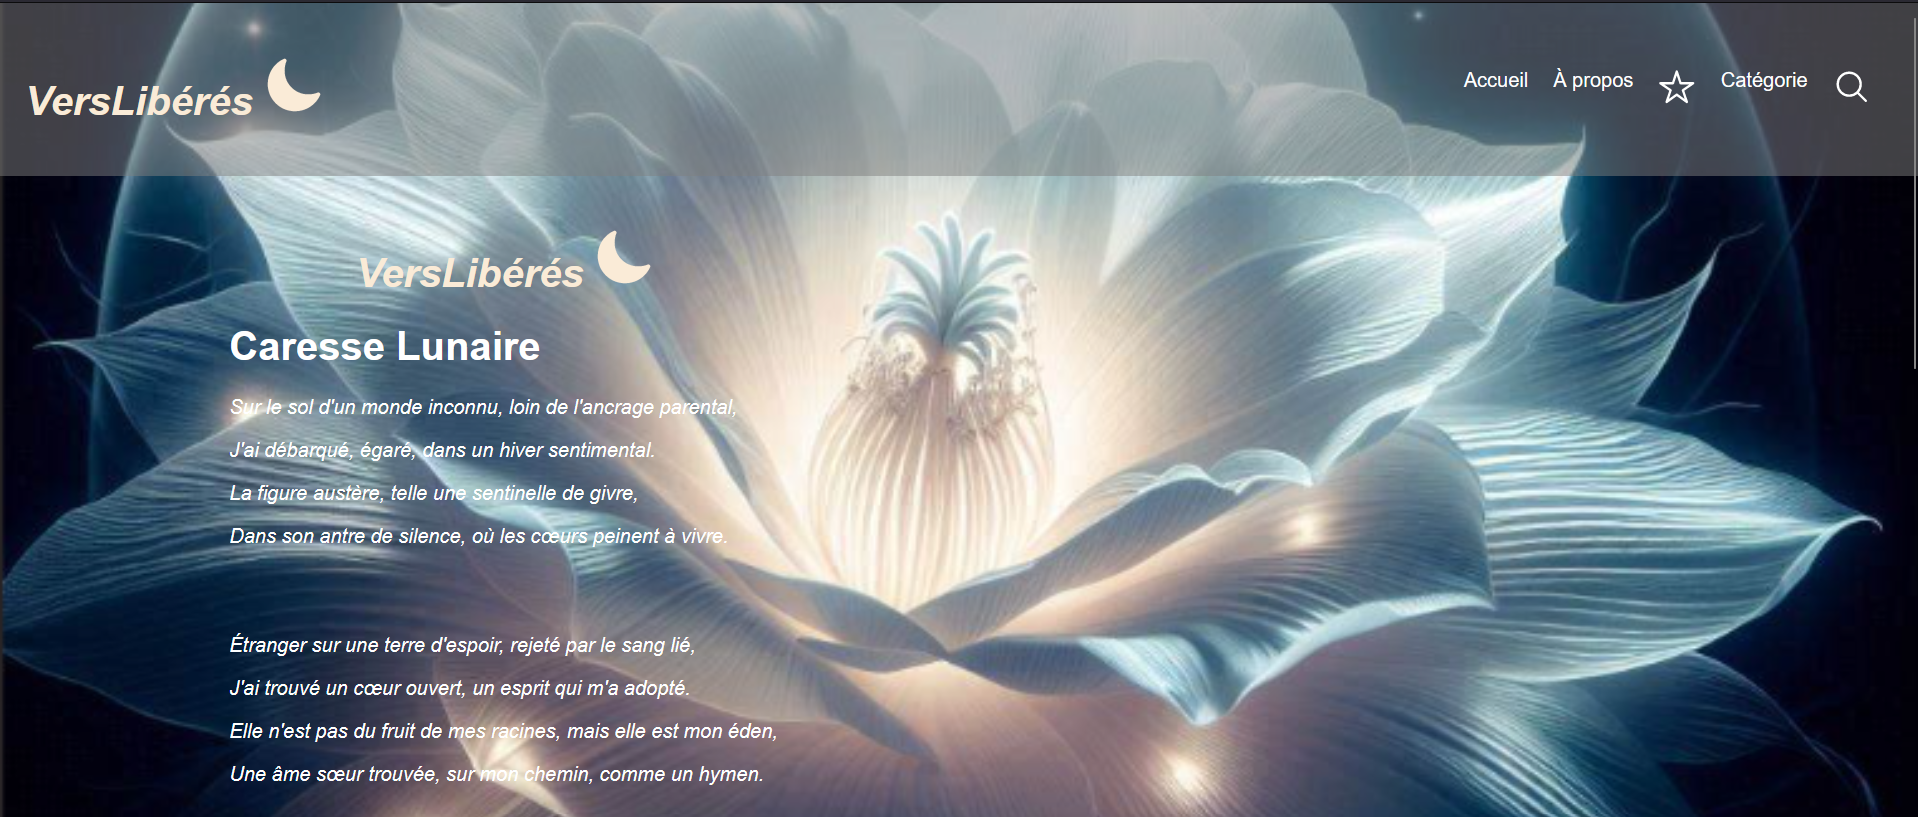 VersLibérés
Accueil À propos Catégorie
VersLibérés
Caresse Lunaire
Sur le sol d'un monde inconnu, loin de l'ancrage parental,
J'ai débarqué, égaré, dans un hiver sentimental.
La figure austère, telle une sentinelle de givre,
Dans son antre de silence, où les cœurs peinent à vivre.
Étranger sur une terre d'espoir, rejeté par le sang lié,
J'ai trouvé un cœur ouvert, un esprit qui m'a adopté.
Elle n'est pas du fruit de mes racines, mais elle est mon éden,
Une âme sœur trouvée, sur mon chemin, comme un hymen.